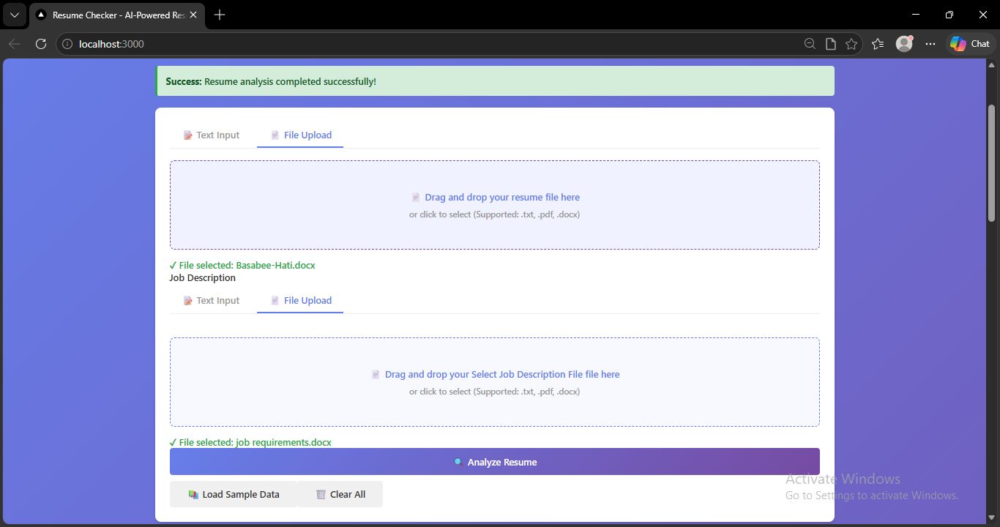 Resume Checker - AI-Powered Res
localhost:3000
Chat
Success: Resume analysis completed successfully!
Text Input
File Upload
Drag and drop your resume file here
or click to select (Supported: .txt, .pdf, .docx)
✓ File selected: Basabee-Hati.docx
Job Description
Text Input
File Upload
Drag and drop your Select Job Description File file here
or click to select (Supported: .txt, .pdf, .docx)
✓ File selected: job requirements.docx
Analyze Resume
Load Sample Data
Clear All
Activate Windows
Go to Settings to activate Windows.